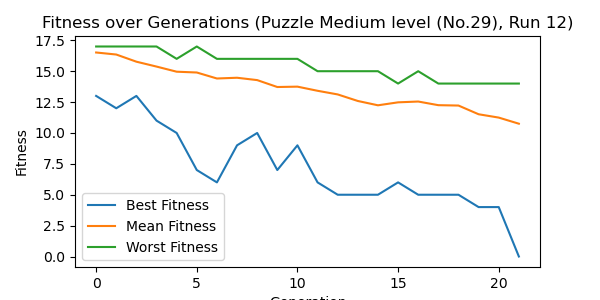 Fitness over Generations (Puzzle Medium level (No.29), Run 12)
17.5
15.0
12.5
10.0
7.5
5.0
2.5
0.0
Fitness
Best Fitness
Mean Fitness
Worst Fitness
0
5
10
15
20
Generation